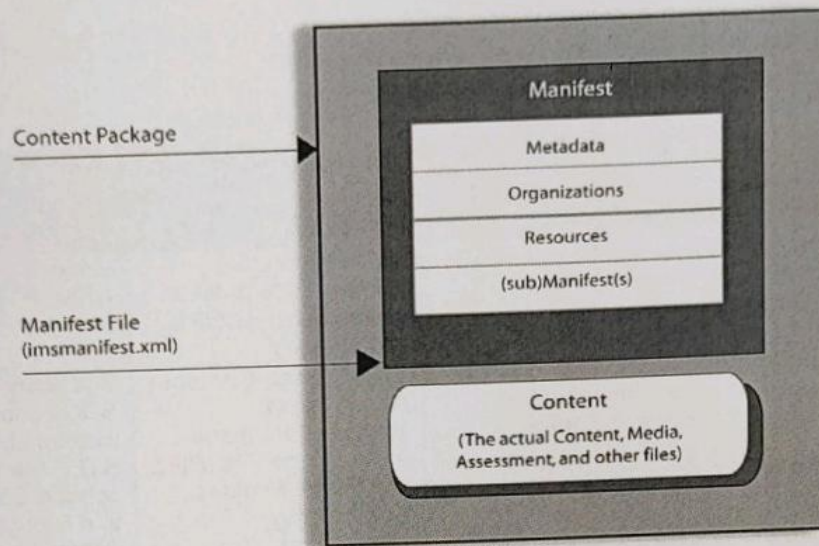 Manifest
Content Package
Metadata
Organizations
Resources
(sub)Manifest(s)
Manifest File
(imsmanifest.xml)
Content
(The actual Content, Media,
Assessment, and other files)